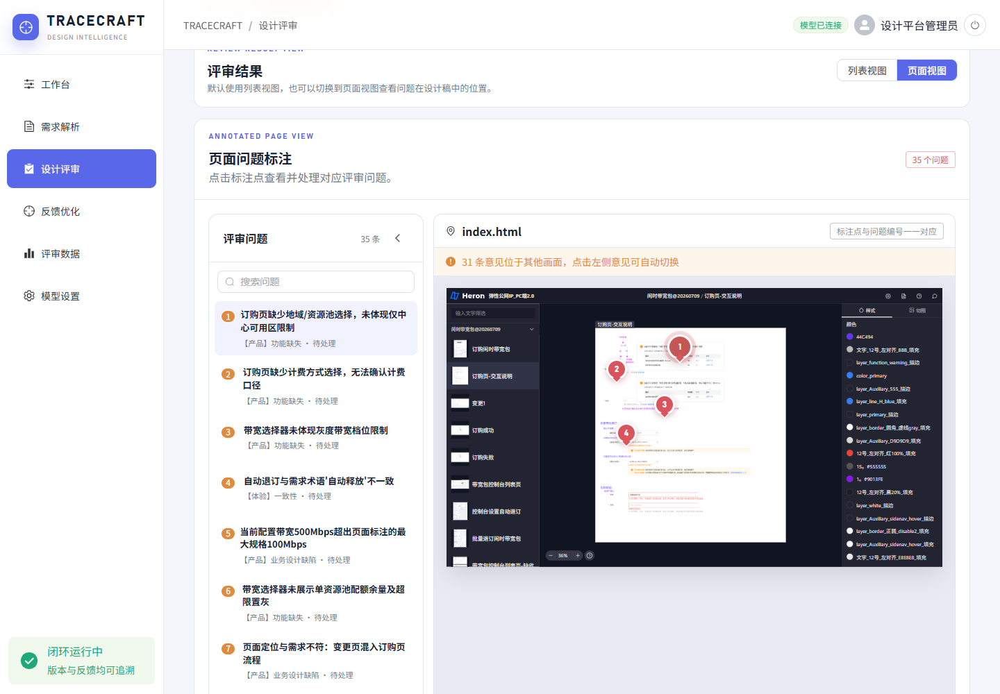 TRACECRAFT
DESIGN INTELLIGENCE
工作台
需求解析
设计评审
反馈优化
评审数据
模型设置
闭环运行中
版本与反馈均可追溯
TRACECRAFT / 设计评审
模型已连接
设计平台管理员
REVIEW RESULT VIEW
评审结果
默认使用列表视图，也可以切换到页面视图查看问题在设计稿中的位置。
列表视图
页面视图
ANNOTATED PAGE VIEW
页面问题标注
点击标注点查看并处理对应评审问题。
35 个问题
评审问题
35 条
搜索问题
1
订购页缺少地域/资源池选择，未体现仅中
心可用区限制
【产品】功能缺失 · 待处理
2
订购页缺少计费方式选择，无法确认计费
口径
【产品】功能缺失 · 待处理
3
带宽选择器未体现灰度带宽档位限制
【产品】功能缺失 · 待处理
4
自动退订与需求术语'自动释放'不一致
【体验】一致性 · 待处理
5
当前配置带宽500Mbps超出页面标注的最
大规格100Mbps
【产品】业务设计缺陷 · 待处理
6
带宽选择器未展示单资源池配额余量及超
限置灰
【产品】功能缺失 · 待处理
7
页面定位与需求不符：变更页混入订购页
流程
【产品】业务设计缺陷 · 待处理
index.html
标注点与问题编号一一对应
31 条意见位于其他画面，点击左侧意见可自动切换
Heron 弹性公网IP_PC端2.0
闲时带宽包@20260709 / 订购页-交互说明
输入文字筛选
闲时带宽包@20260709
订购闲时带宽包
订购页-交互说明
变更1
订购成功
订购失败
带宽包控制台列表页
控制台设置自动退订
批量退订闲时带宽包
带宽包控制台列表页-缺省
订购页-交互说明
1
2
3
4
36%
样式
切图
颜色
44C494
文字_12号_左对齐_BBB_填充
layer_function_warning_描边
color_primary
layer_Auxiliary_555_描边
layer_line_H_blue_填充
layer_primary_描边
layer_border_圆角_虚线gray_填充
layer_Auxiliary_D9D9D9_填充
12号_左对齐_红100%_填充
15。#555555
1。#9013FE
12号_左对齐_黑20%_填充
layer_white_描边
layer_Auxiliary_sidenav_hover_描边
layer_border_正圆_disable2_填充
layer_Auxiliary_sidenav_hover_填充
文字_12号_左对齐_E8E8E8_填充